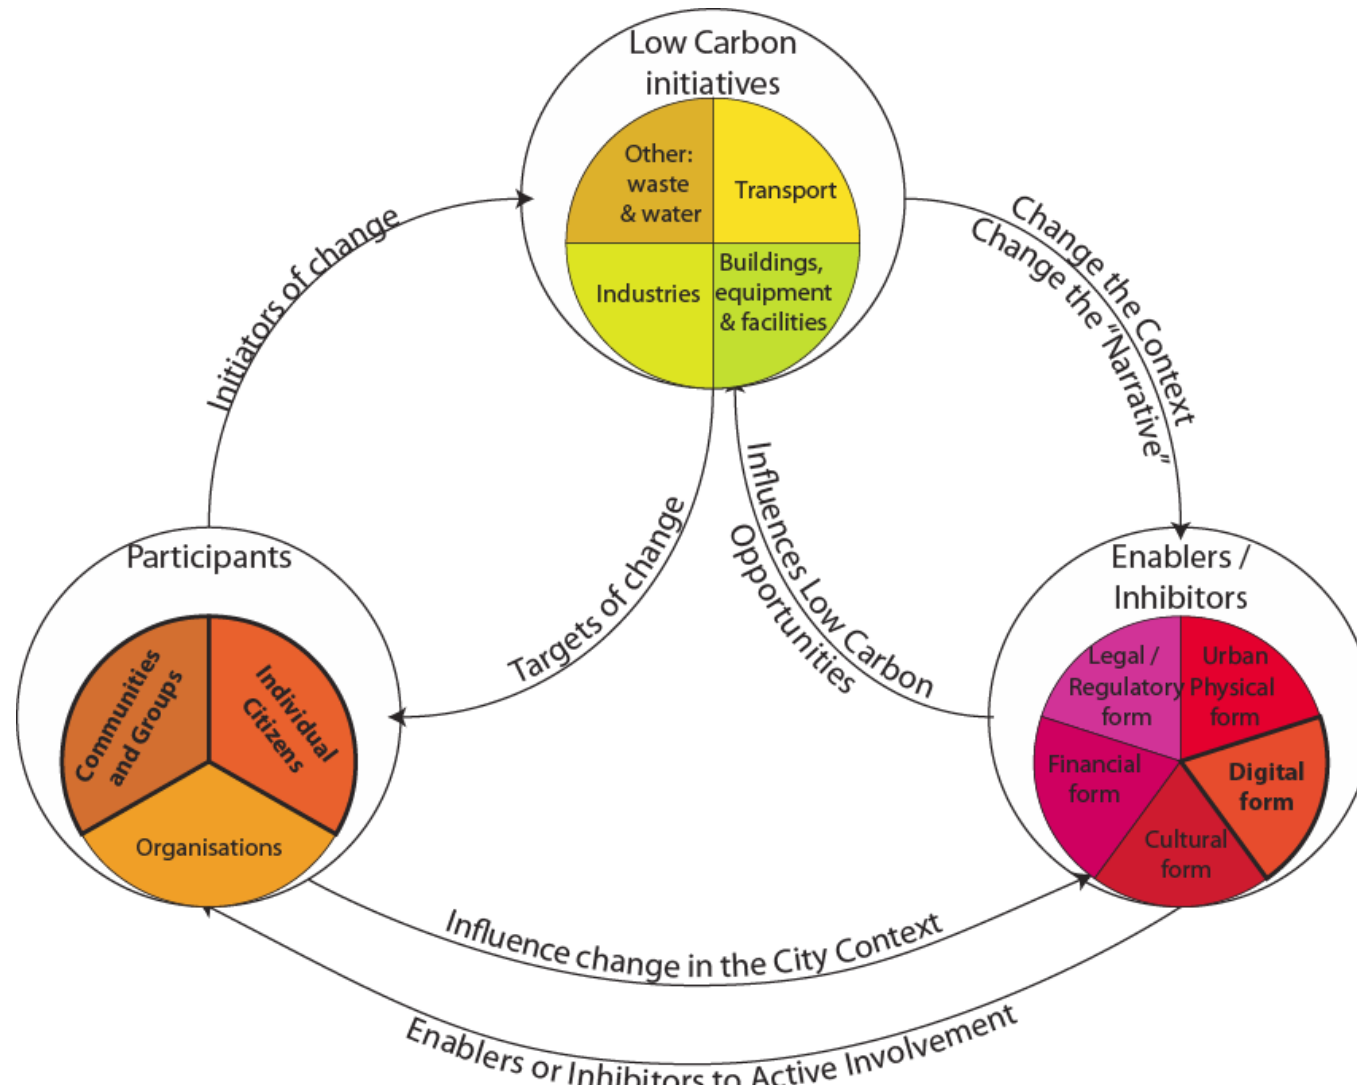 Low Carbon
initiatives
Other:
waste
& water
Transport
Industries
Buildings,
equipment
& facilities
Initiators of change
Change the Context
Change the “Narrative”
Targets of change
Influences Low Carbon
Opportunities
Participants
Communities
and Groups
Individual
Citizens
Organisations
Enablers /
Inhibitors
Legal /
Regulatory
form
Urban
Physical
form
Financial
form
Digital
form
Cultural
form
Influence change in the City Context
Enablers or Inhibitors to Active Involvement